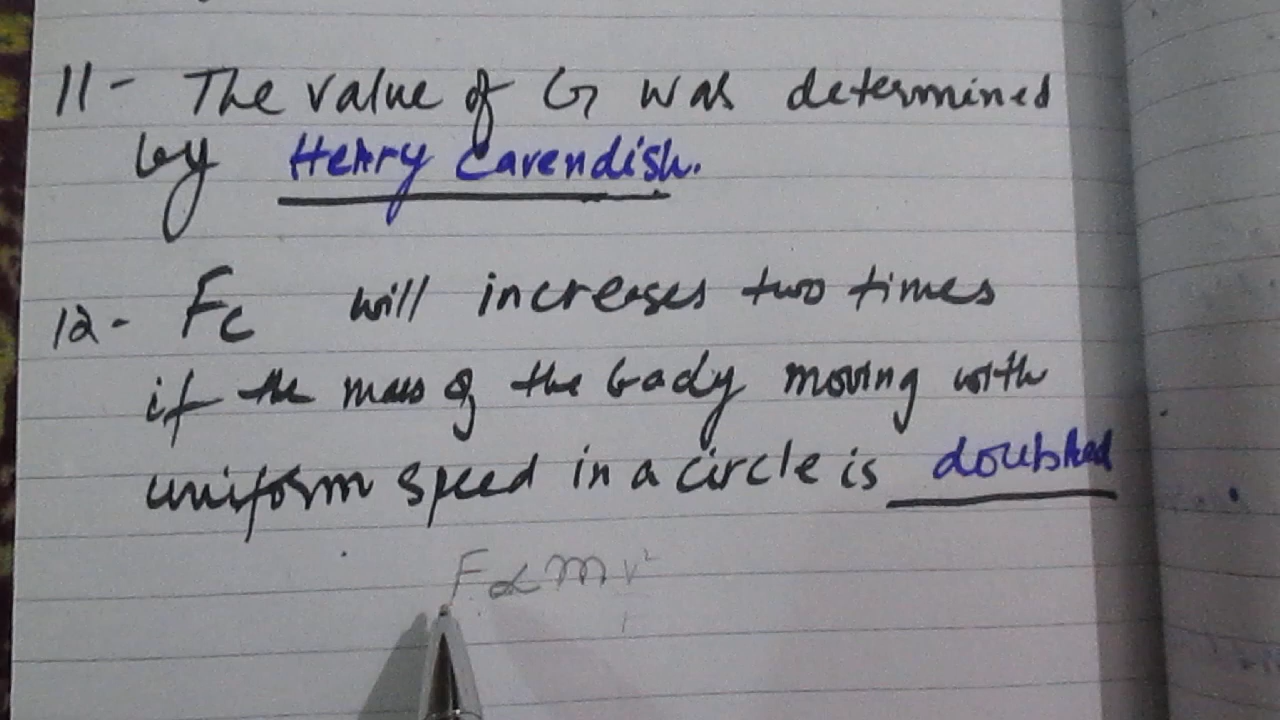 11- The value of G was determined
by Henry Cavendish.
12- Fc will increases two times
if the mass of the body moving with
uniform speed in a circle is doubled
F ∝ m v²